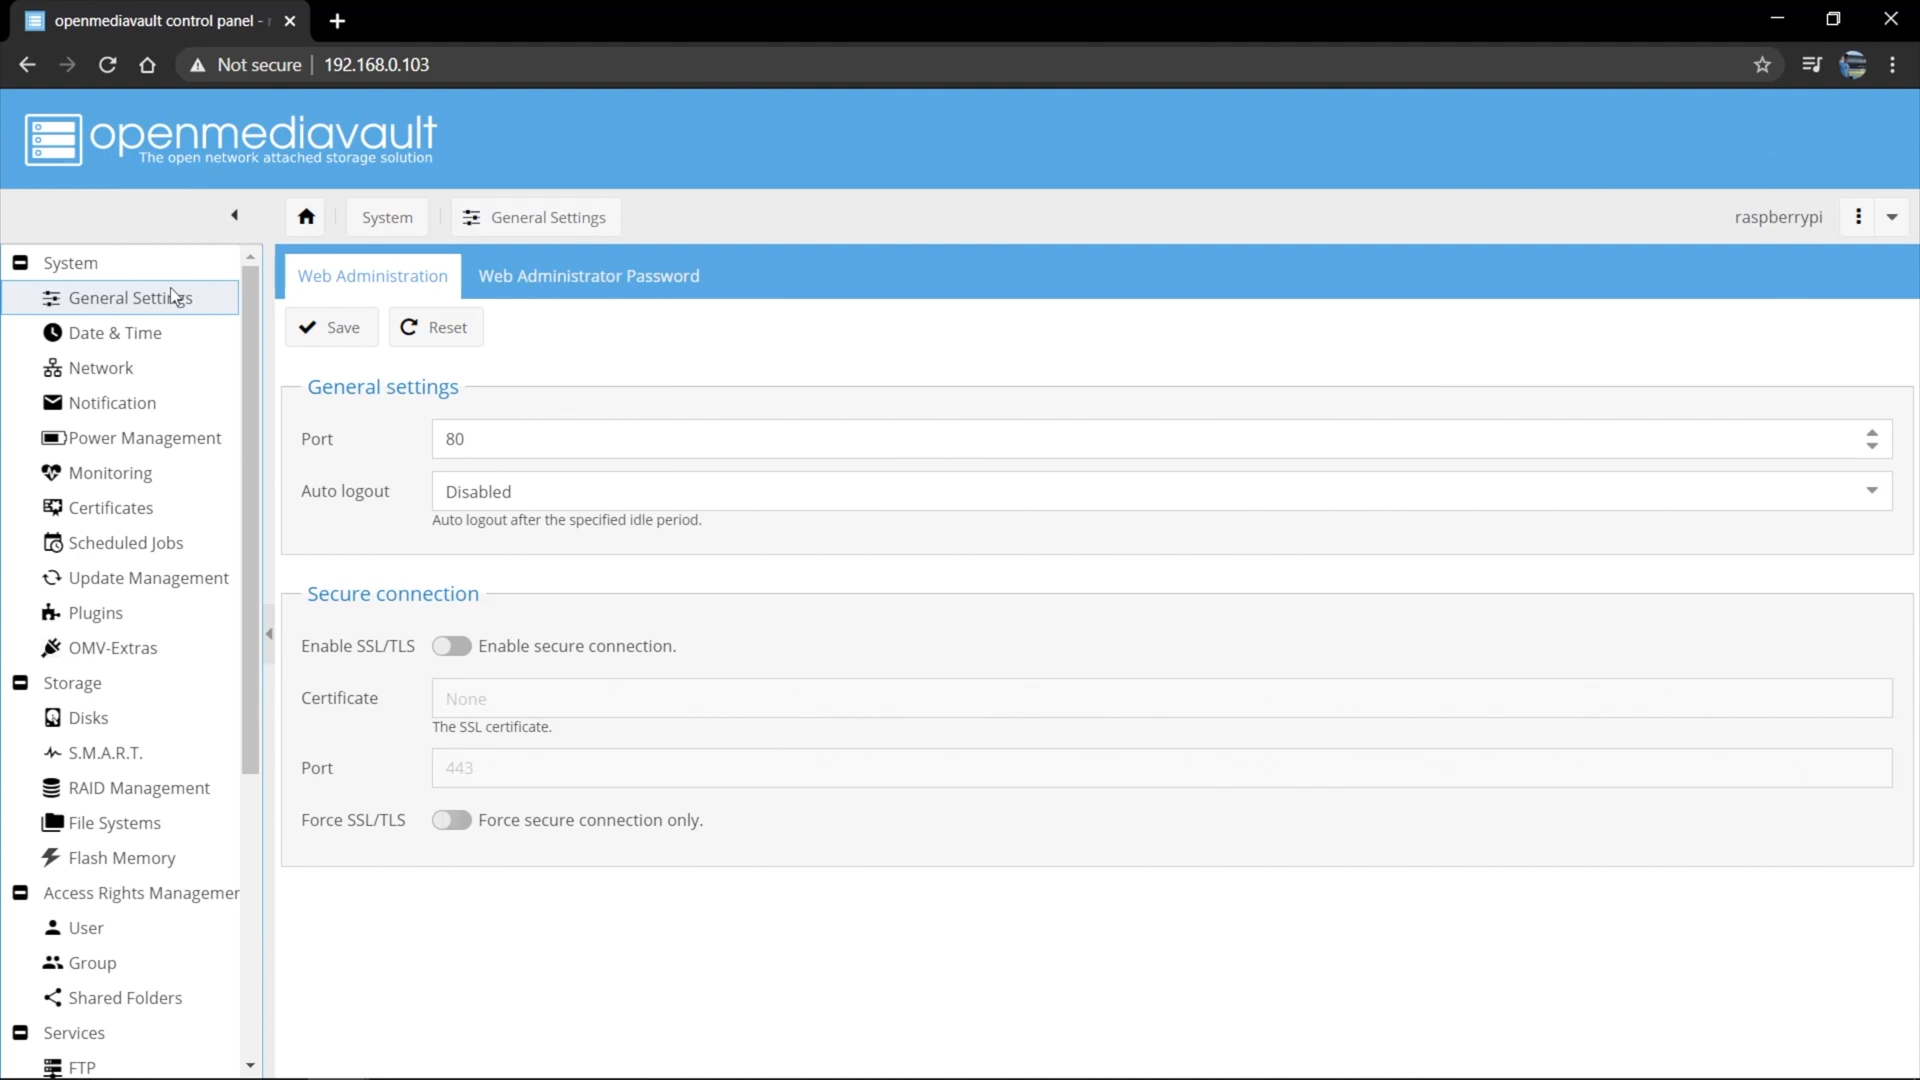 openmediavault control panel -
Not secure
192.168.0.103
openmediavault
The open network attached storage solution
System
General Settings
raspberrypi
System
General Settings
Date & Time
Network
Notification
Power Management
Monitoring
Certificates
Scheduled Jobs
Update Management
Plugins
OMV-Extras
Storage
Disks
S.M.A.R.T.
RAID Management
File Systems
Flash Memory
Access Rights Managemer
User
Group
Shared Folders
Services
FTP
Web Administration
Web Administrator Password
Save
Reset
General settings
Port
80
Auto logout
Disabled
Auto logout after the specified idle period.
Secure connection
Enable SSL/TLS
Enable secure connection.
Certificate
None
The SSL certificate.
Port
443
Force SSL/TLS
Force secure connection only.